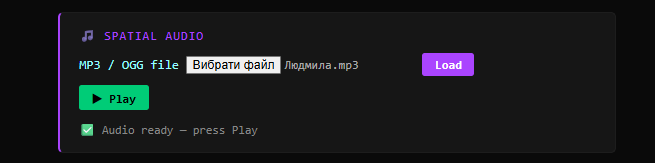 SPATIAL AUDIO
MP3 / OGG file Вибрати файл Людмила.mp3 Load
▶ Play
✅ Audio ready — press Play